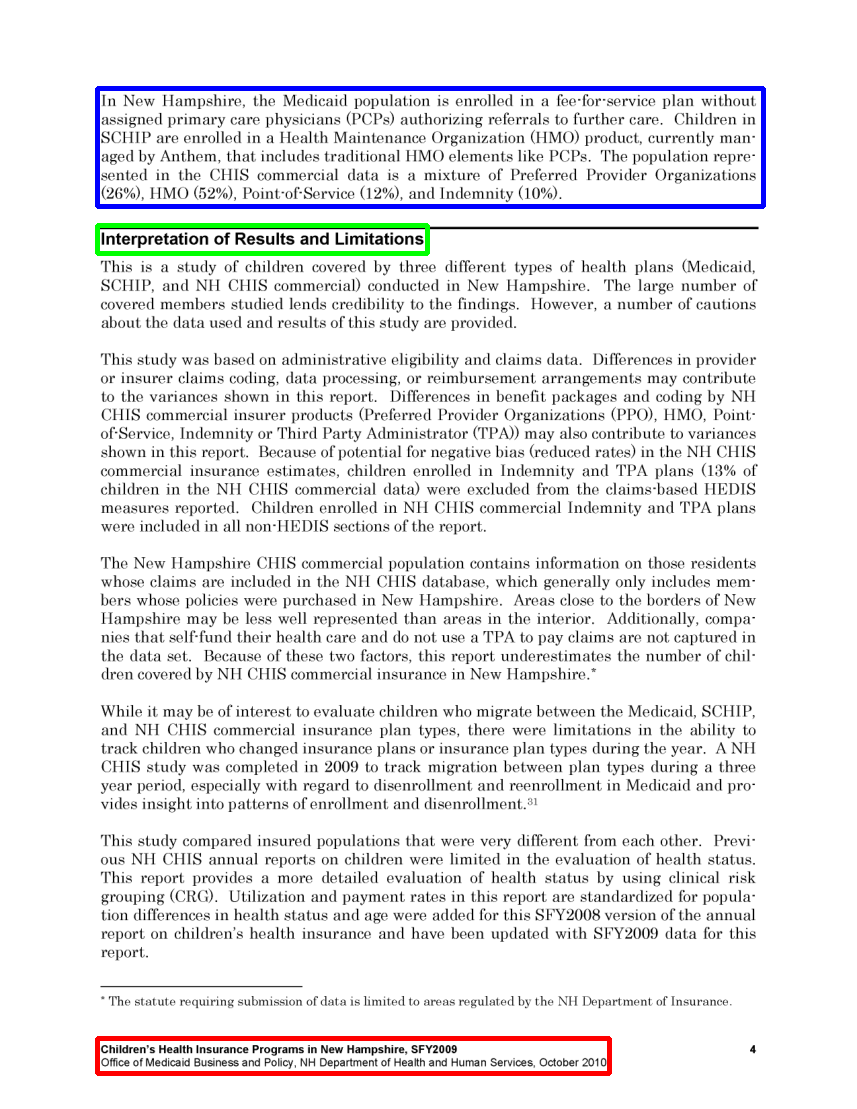 In New Hampshire, the Medicaid population is enrolled in a fee-for-service plan without
assigned primary care physicians (PCPs) authorizing referrals to further care.  Children in
SCHIP are enrolled in a Health Maintenance Organization (HMO) product, currently man-
aged by Anthem, that includes traditional HMO elements like PCPs.  The population repre-
sented in the CHIS commercial data is a mixture of Preferred Provider Organizations
(26%), HMO (52%), Point-of-Service (12%), and Indemnity (10%).
Interpretation of Results and Limitations
This is a study of children covered by three different types of health plans (Medicaid,
SCHIP, and NH CHIS commercial) conducted in New Hampshire.  The large number of
covered members studied lends credibility to the findings.  However, a number of cautions
about the data used and results of this study are provided.
This study was based on administrative eligibility and claims data.  Differences in provider
or insurer claims coding, data processing, or reimbursement arrangements may contribute
to the variances shown in this report.  Differences in benefit packages and coding by NH
CHIS commercial insurer products (Preferred Provider Organizations (PPO), HMO, Point-
of-Service, Indemnity or Third Party Administrator (TPA)) may also contribute to variances
shown in this report.  Because of potential for negative bias (reduced rates) in the NH CHIS
commercial insurance estimates, children enrolled in Indemnity and TPA plans (13% of
children in the NH CHIS commercial data) were excluded from the claims-based HEDIS
measures reported.  Children enrolled in NH CHIS commercial Indemnity and TPA plans
were included in all non-HEDIS sections of the report.
The New Hampshire CHIS commercial population contains information on those residents
whose claims are included in the NH CHIS database, which generally only includes mem-
bers whose policies were purchased in New Hampshire.  Areas close to the borders of New
Hampshire may be less well represented than areas in the interior.  Additionally, compa-
nies that self-fund their health care and do not use a TPA to pay claims are not captured in
the data set.  Because of these two factors, this report underestimates the number of chil-
dren covered by NH CHIS commercial insurance in New Hampshire.*
While it may be of interest to evaluate children who migrate between the Medicaid, SCHIP,
and NH CHIS commercial insurance plan types, there were limitations in the ability to
track children who changed insurance plans or insurance plan types during the year.  A NH
CHIS study was completed in 2009 to track migration between plan types during a three
year period, especially with regard to disenrollment and reenrollment in Medicaid and pro-
vides insight into patterns of enrollment and disenrollment.31
This study compared insured populations that were very different from each other.  Previ-
ous NH CHIS annual reports on children were limited in the evaluation of health status.
This report provides a more detailed evaluation of health status by using clinical risk
grouping (CRG).  Utilization and payment rates in this report are standardized for popula-
tion differences in health status and age were added for this SFY2008 version of the annual
report on children's health insurance and have been updated with SFY2009 data for this
report.
* The statute requiring submission of data is limited to areas regulated by the NH Department of Insurance.
Children's Health Insurance Programs in New Hampshire, SFY2009 4
Office of Medicaid Business and Policy, NH Department of Health and Human Services, October 2010